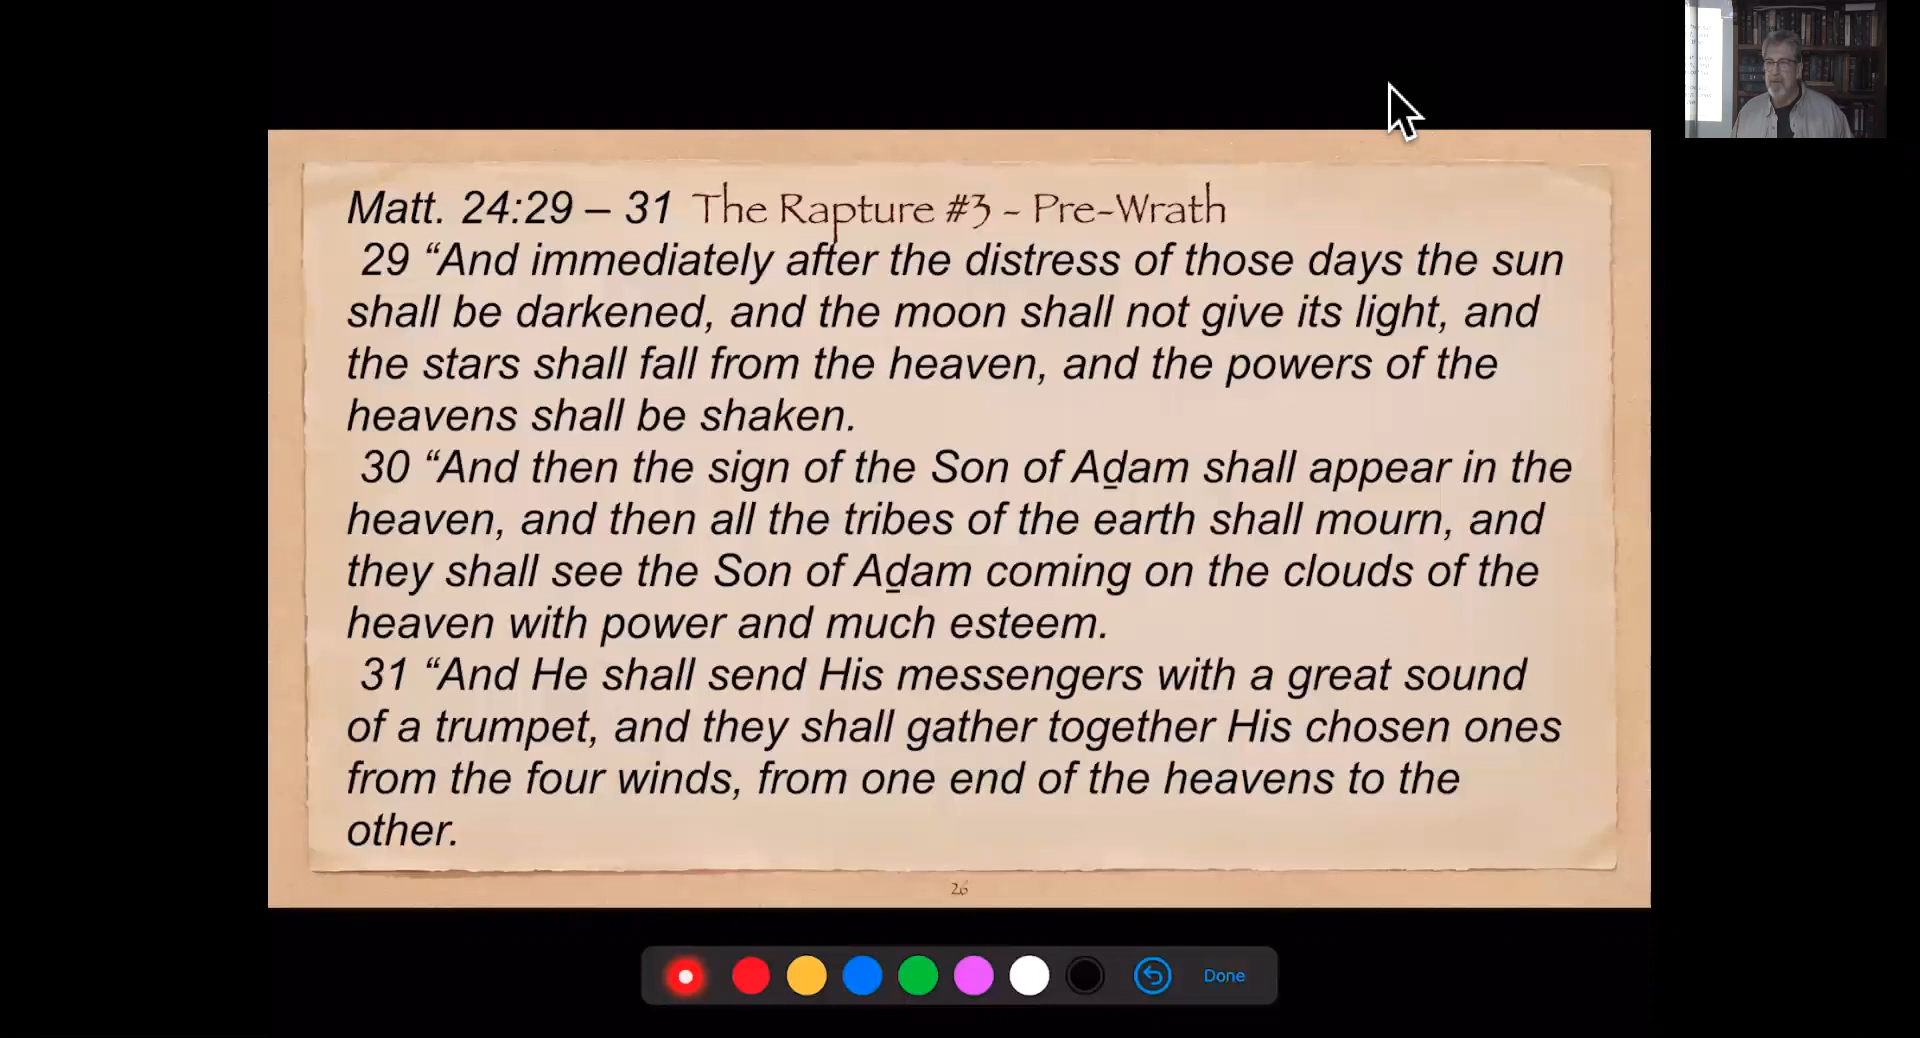 Matt. 24:29 – 31 The Rapture #3 - Pre-Wrath
29 “And immediately after the distress of those days the sun
shall be darkened, and the moon shall not give its light, and
the stars shall fall from the heaven, and the powers of the
heavens shall be shaken.
30 “And then the sign of the Son of Aḏam shall appear in the
heaven, and then all the tribes of the earth shall mourn, and
they shall see the Son of Aḏam coming on the clouds of the
heaven with power and much esteem.
31 “And He shall send His messengers with a great sound
of a trumpet, and they shall gather together His chosen ones
from the four winds, from one end of the heavens to the
other.
26
Done